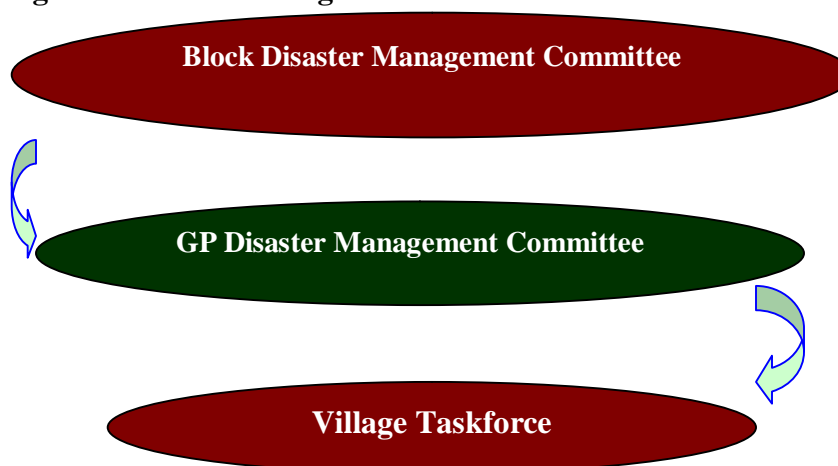 Block Disaster Management Committee
GP Disaster Management Committee
Village Taskforce